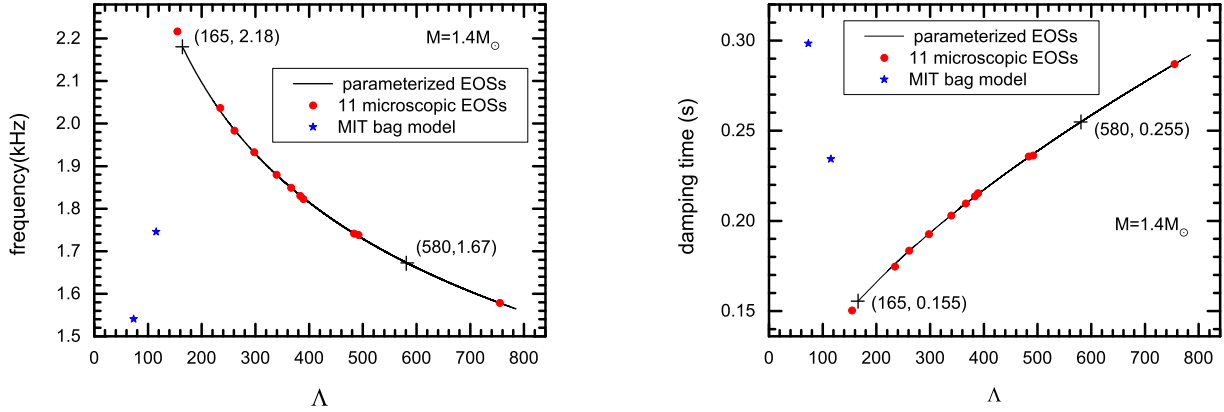 2.2
2.1
2.0
1.9
1.8
1.7
1.6
1.5
frequency(kHz)
(165, 2.18)
M=1.4M⊙
parameterized EOSs
11 microscopic EOSs
MIT bag model
(580,1.67)
0 100 200 300 400 500 600 700 800
Λ
0.30
0.25
0.20
0.15
damping time (s)
parameterized EOSs
11 microscopic EOSs
MIT bag model
(580, 0.255)
M=1.4M⊙
(165, 0.155)
0 100 200 300 400 500 600 700 800
Λ